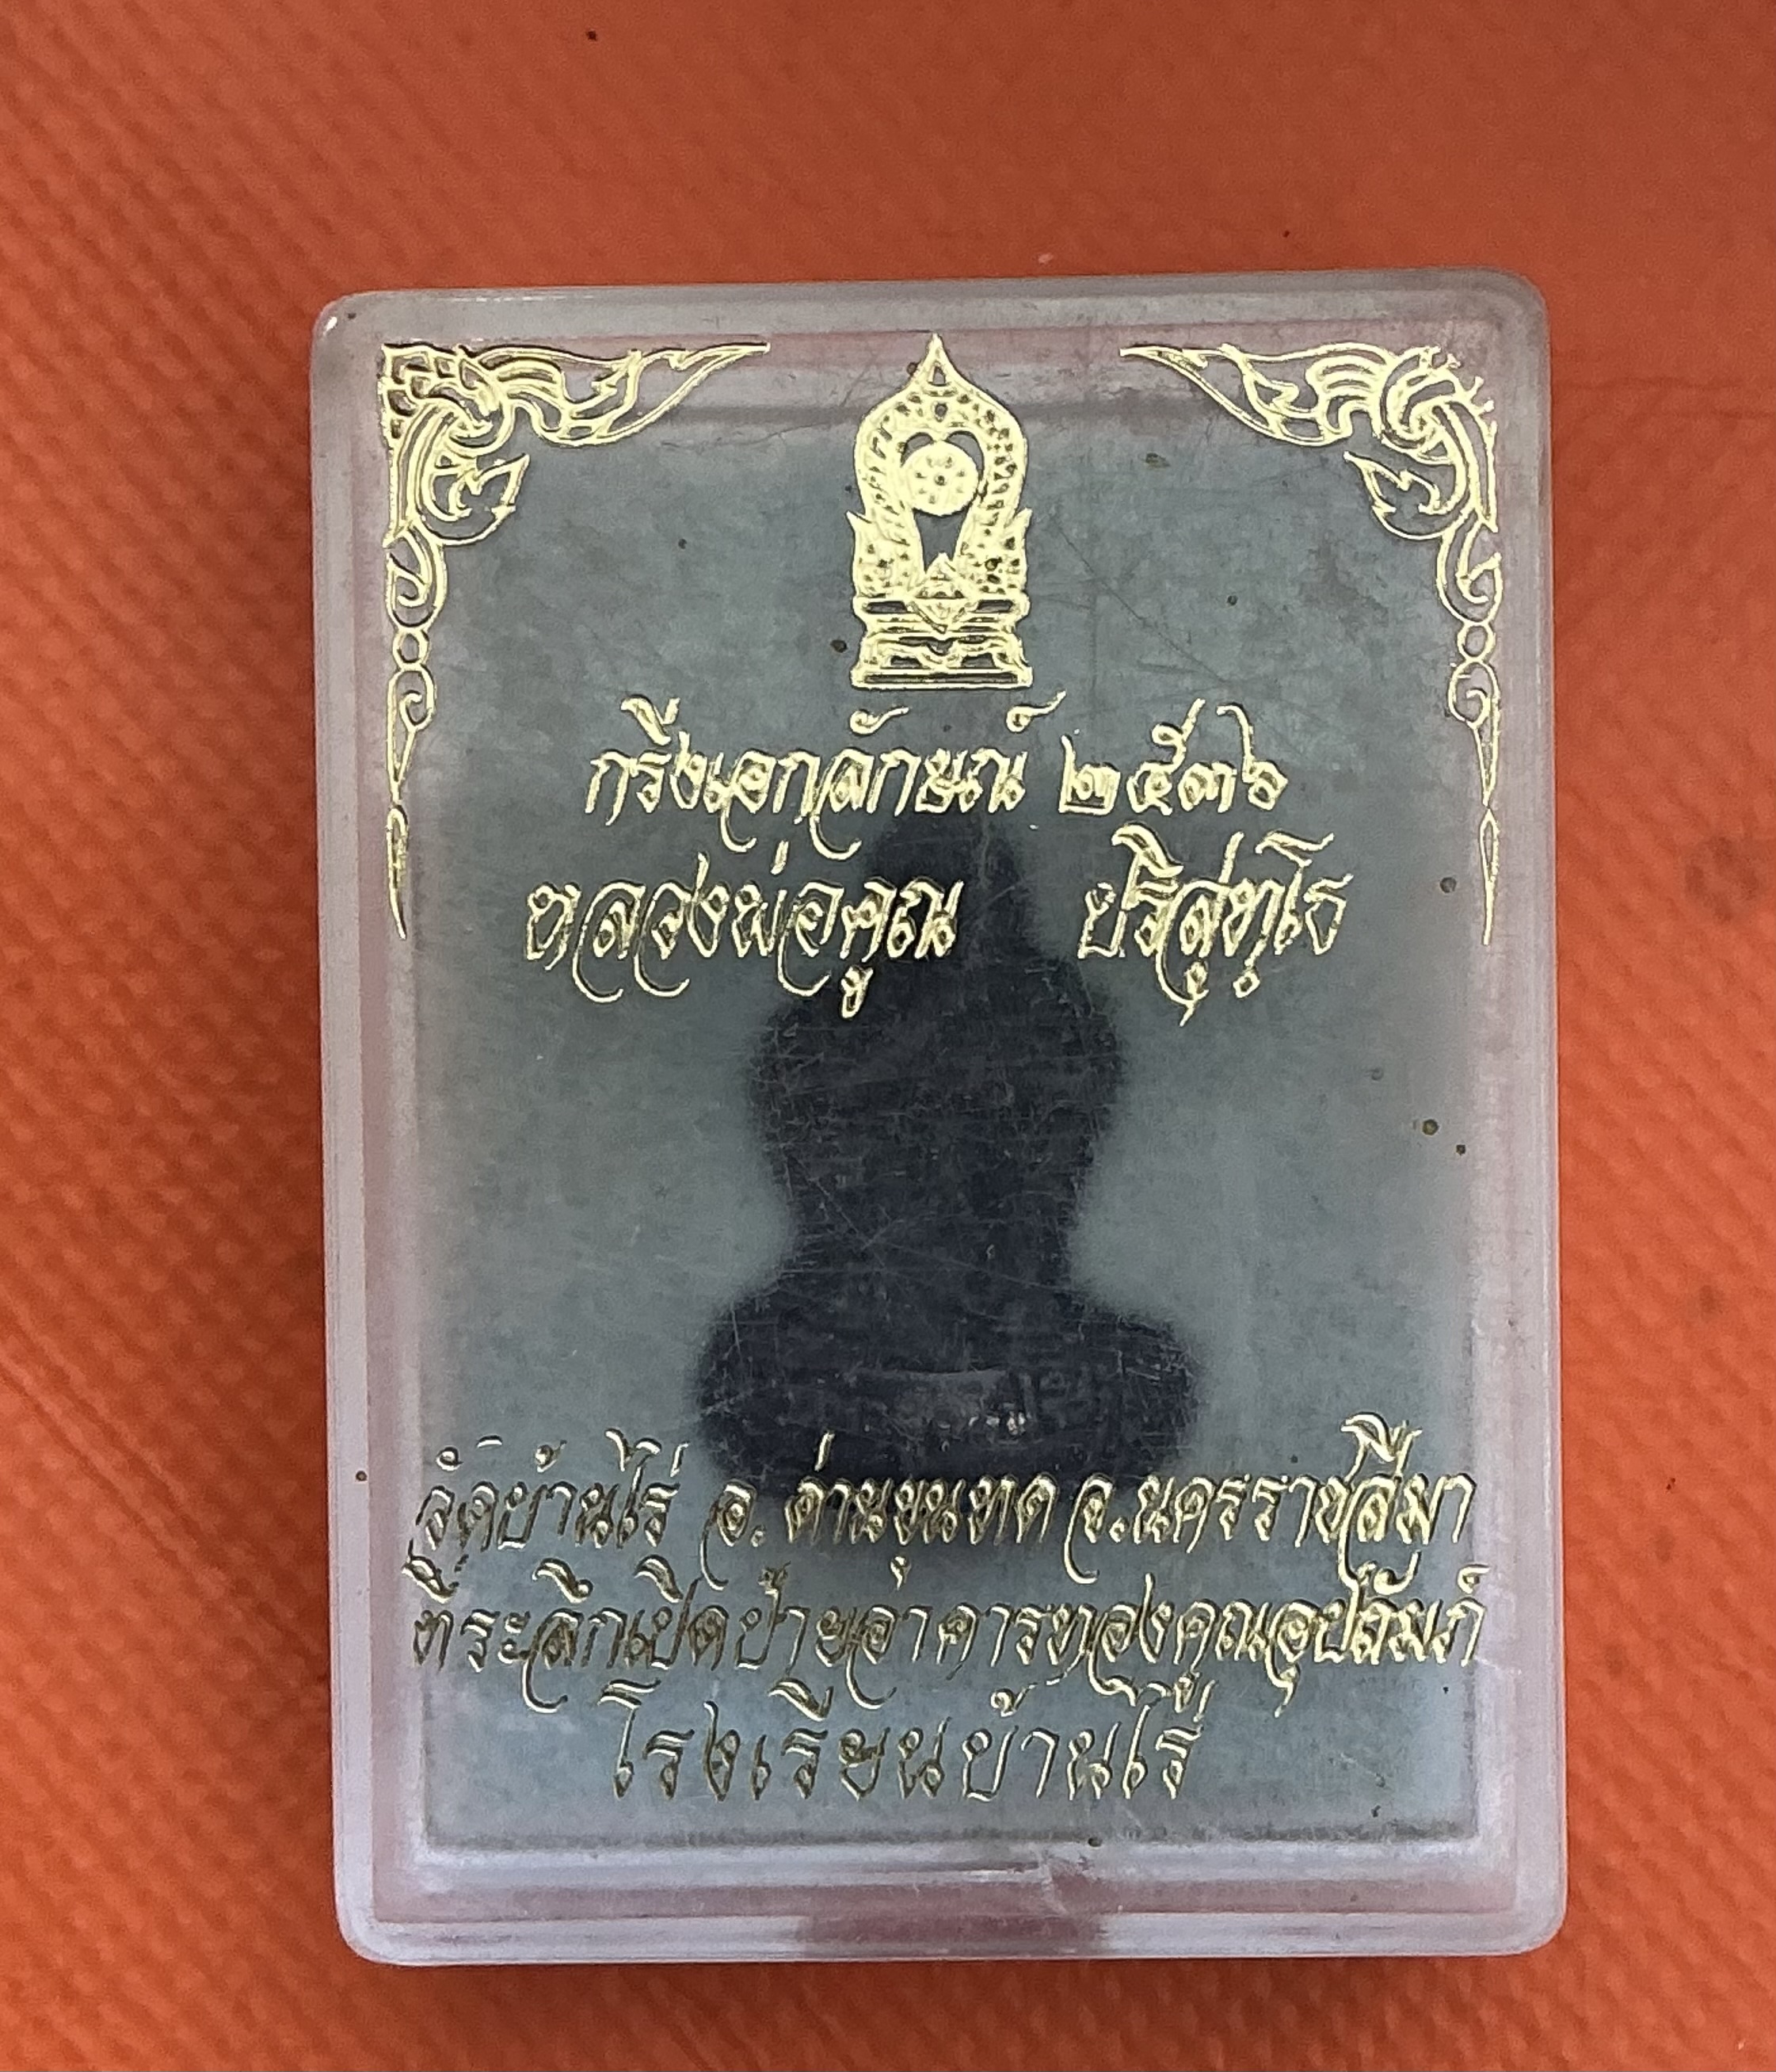 กริ่งเอกลักษณ์ ๒๕๓๖
หลวงพ่อคูณ ปริสุทฺโธ
วัดบ้านไร่ อ. ด่านขุนทด จ.นครราชสีมา
ที่ระลึกเปิดป้ายอาคารทองคูณอุปถัมภ์
โรงเรียนบ้านไร่